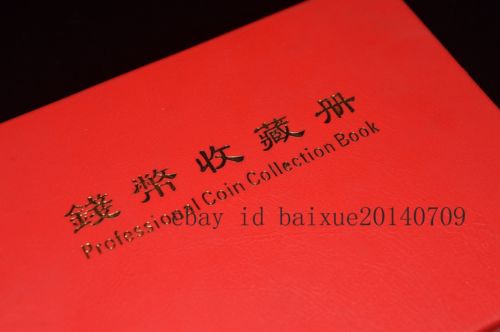 錢幣收藏册
Professional Coin Collection Book
ebay id baixue20140709